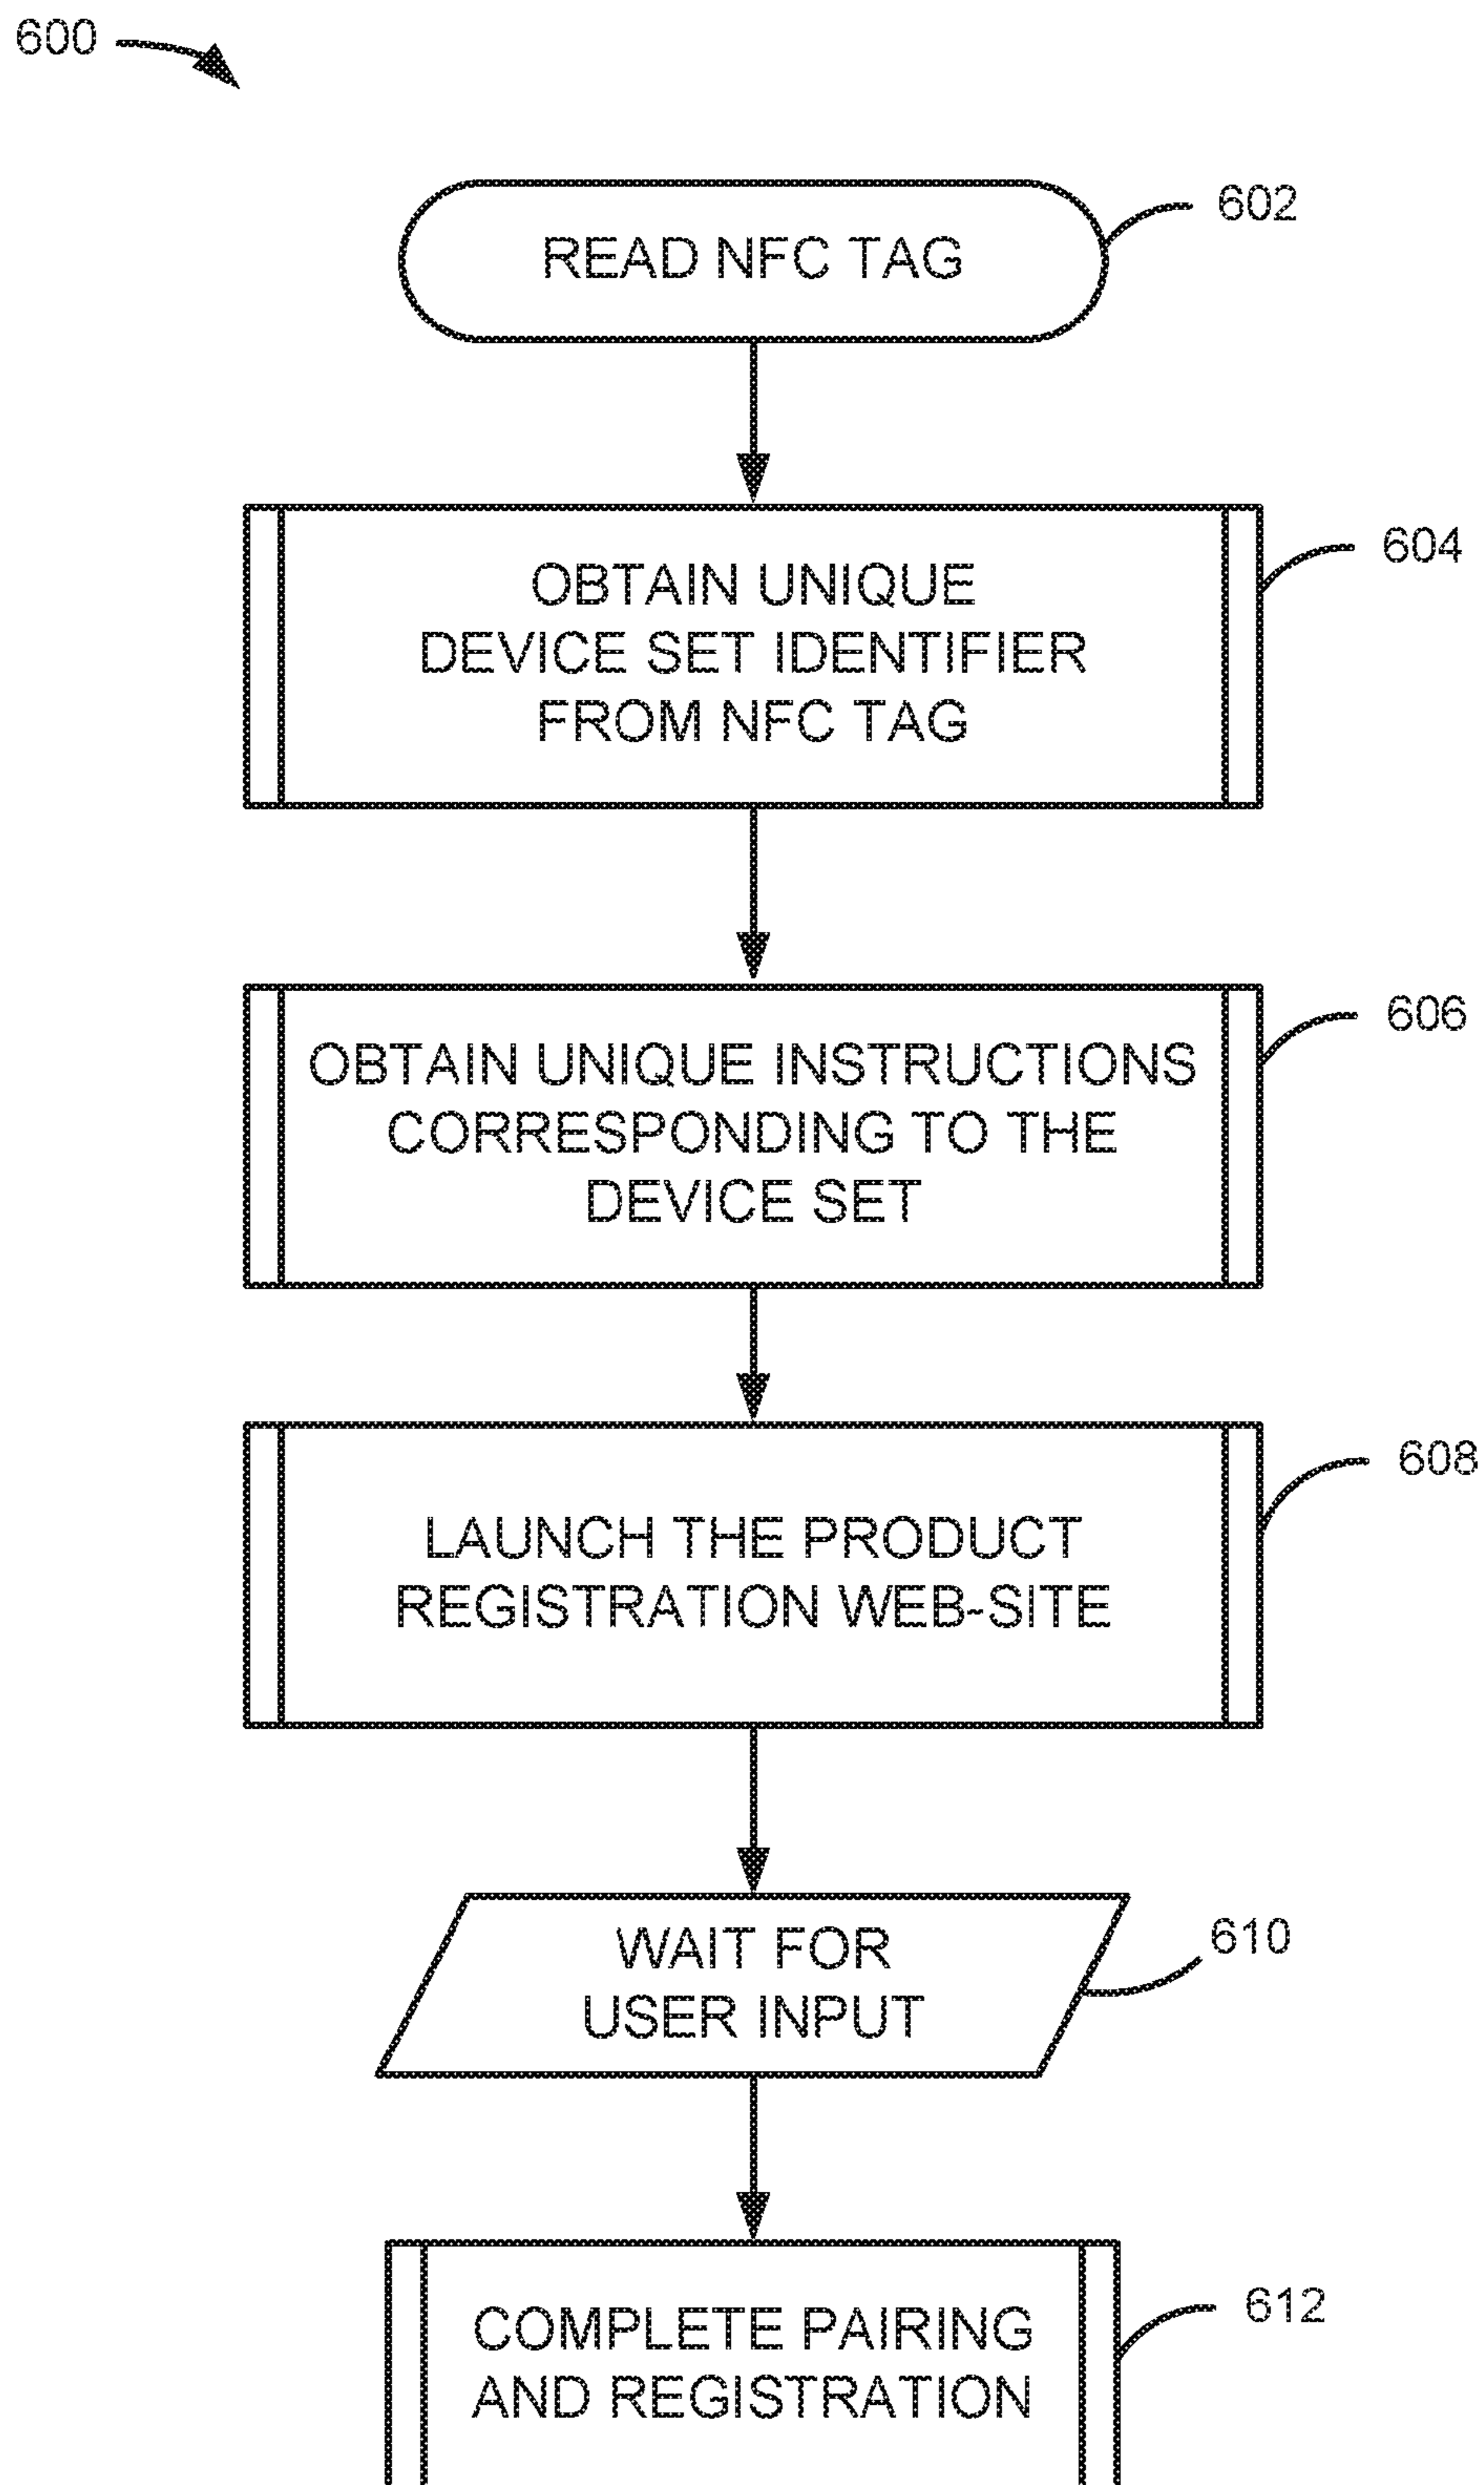 600
READ NFC TAG
602
OBTAIN UNIQUE
DEVICE SET IDENTIFIER
FROM NFC TAG
604
OBTAIN UNIQUE INSTRUCTIONS
CORRESPONDING TO THE
DEVICE SET
606
LAUNCH THE PRODUCT
REGISTRATION WEB-SITE
608
WAIT FOR
USER INPUT
610
COMPLETE PAIRING
AND REGISTRATION
612